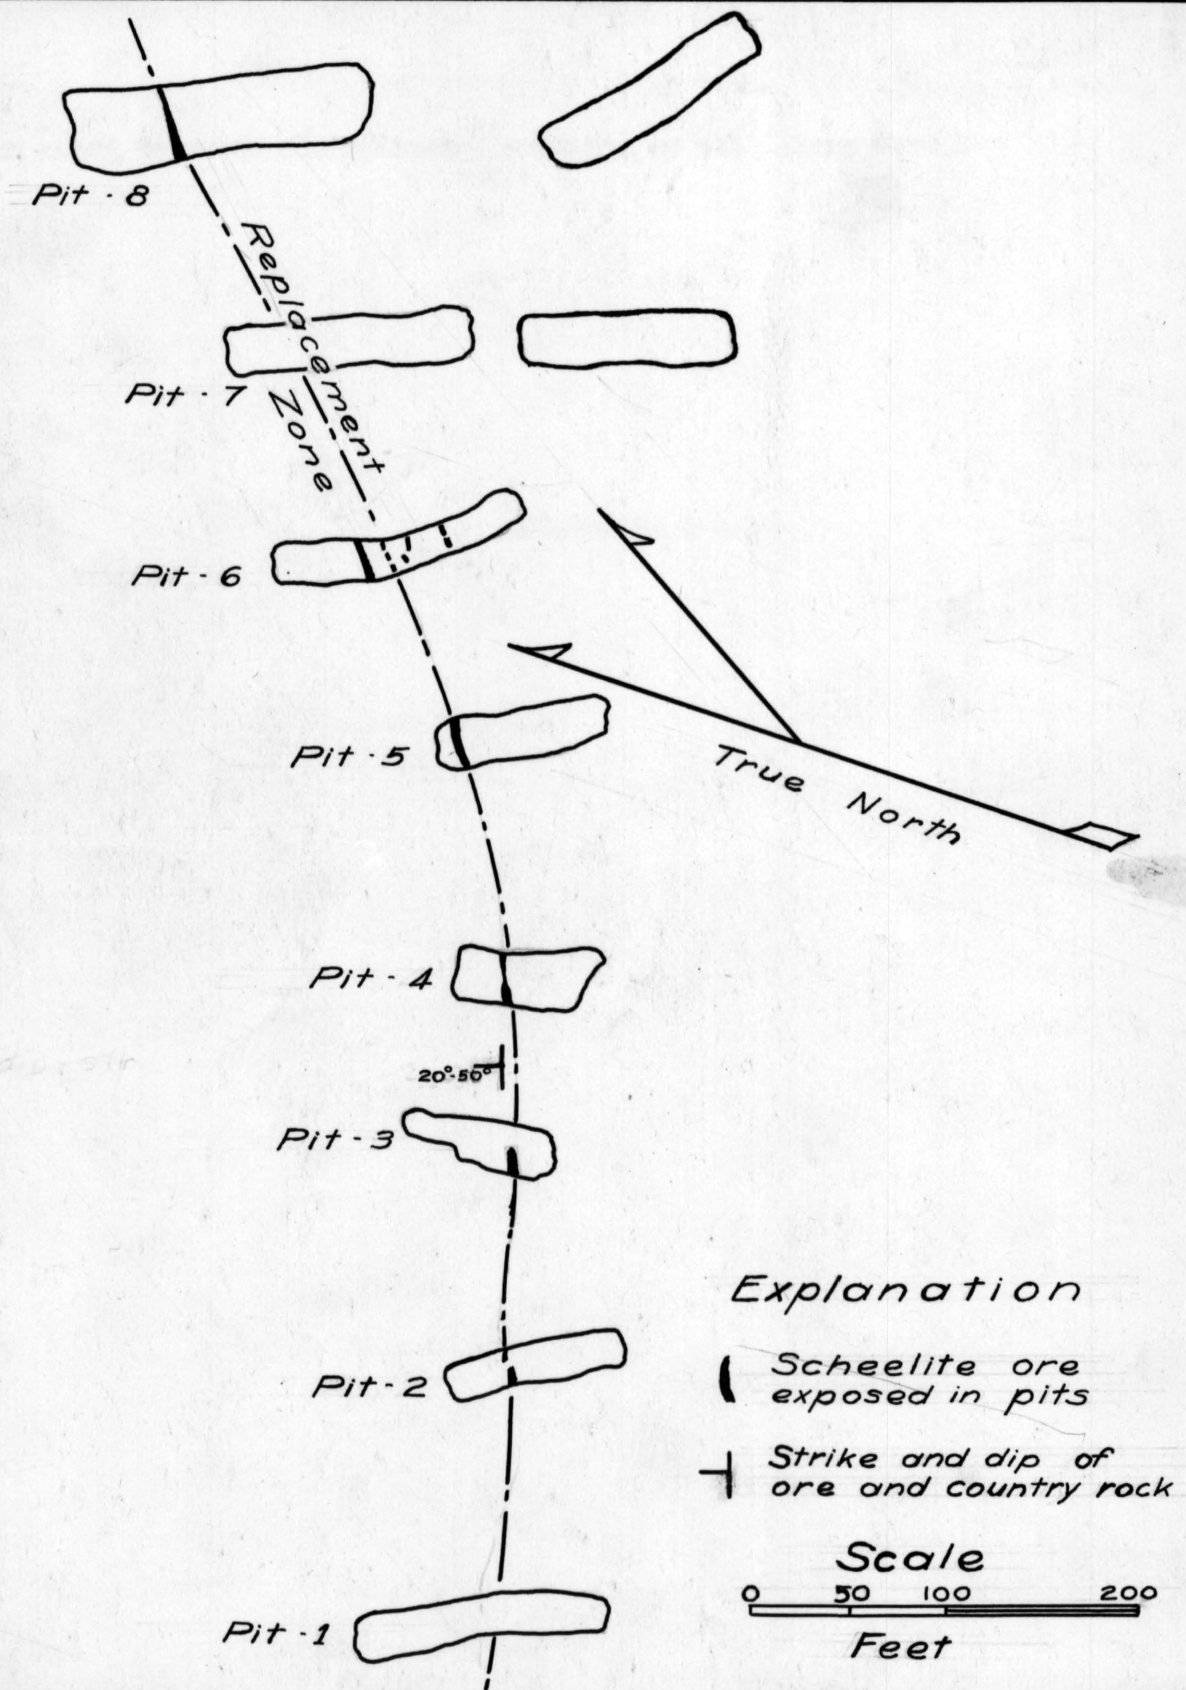 Pit - 8
Replacement
Zone
Pit - 7
Pit - 6
Pit - 5
True North
Pit - 4
20°-50°
Pit - 3
Explanation
Scheelite ore
exposed in pits
Pit - 2
Strike and dip of
ore and country rock
Scale
0 50 100 200
Feet
Pit - 1